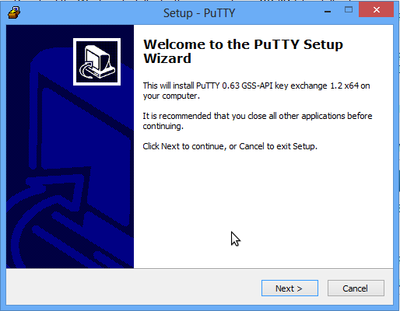 Setup - PuTTY
Welcome to the PuTTY Setup
Wizard
This will install PuTTY 0.63 GSS-API key exchange 1.2 x64 on
your computer.
It is recommended that you close all other applications before
continuing.
Click Next to continue, or Cancel to exit Setup.
Next >
Cancel